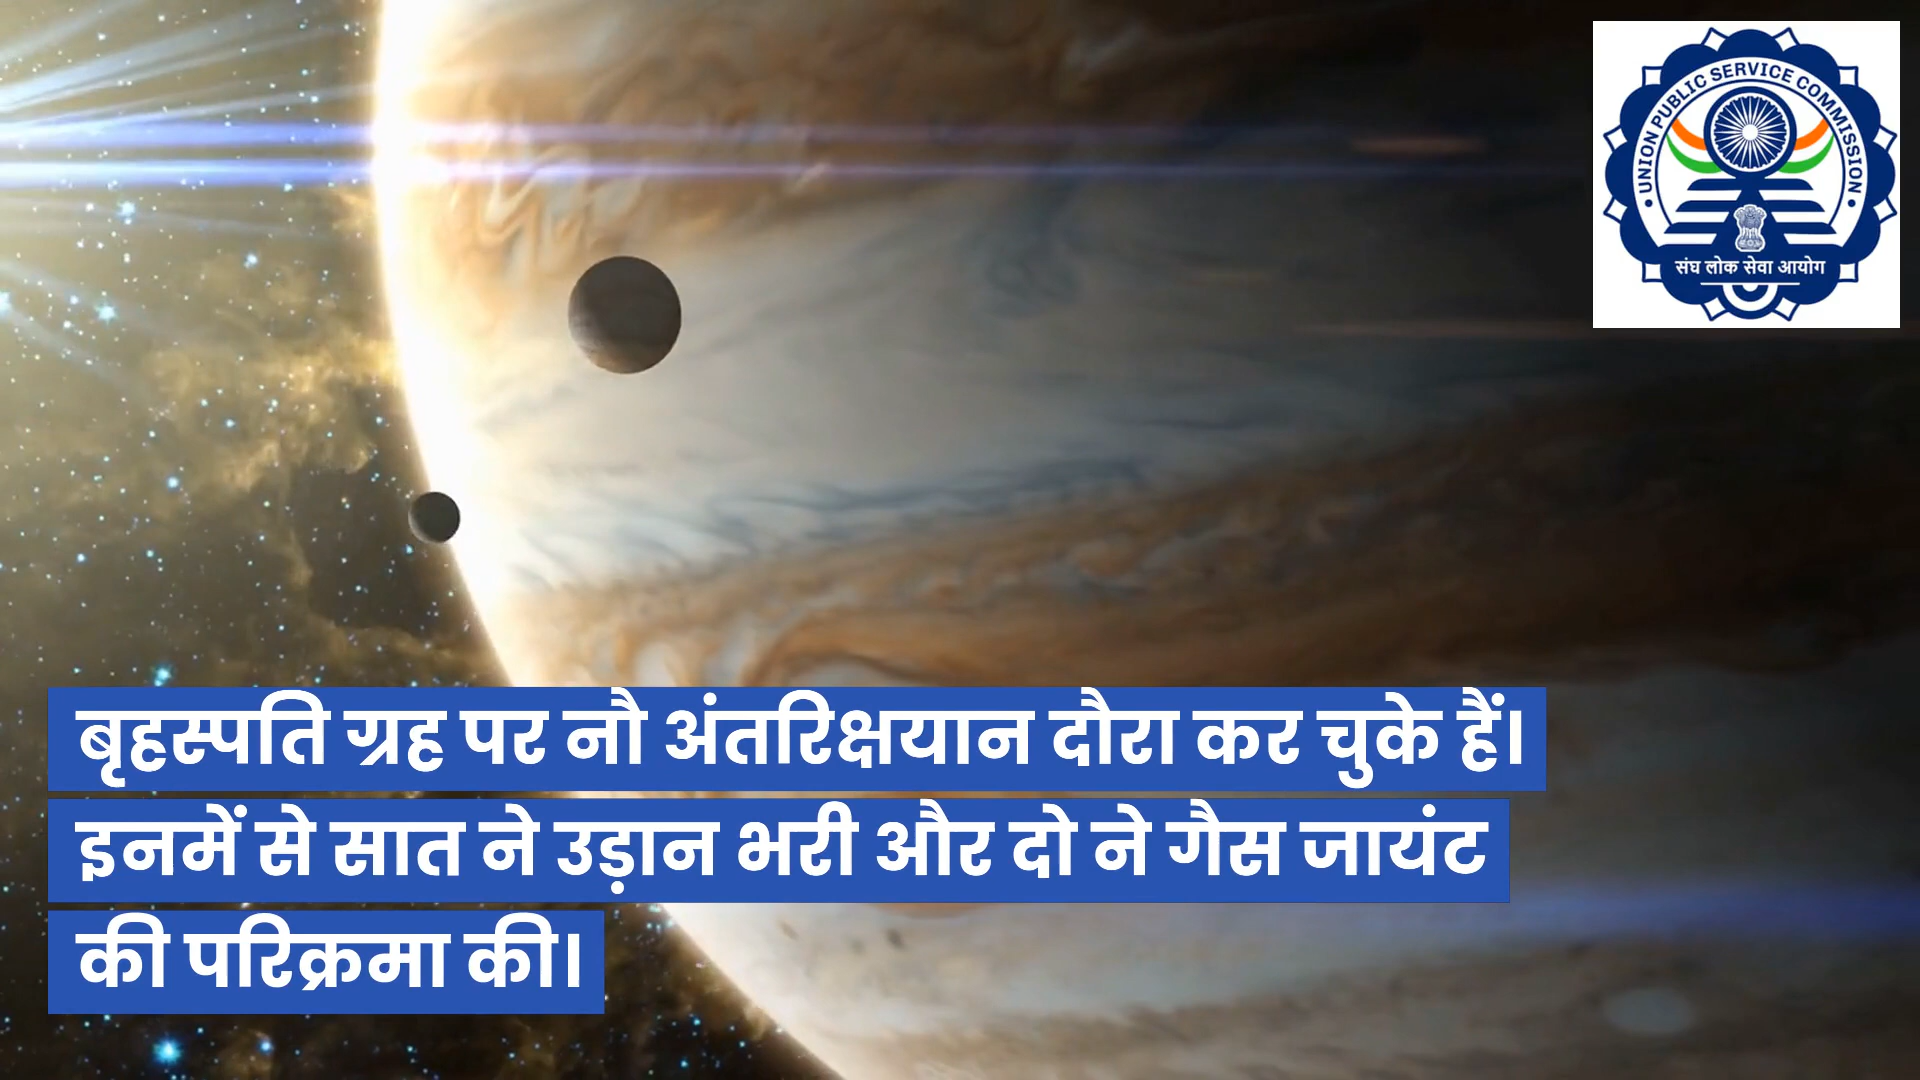 UNION PUBLIC SERVICE COMMISSION
संघ लोक सेवा आयोग
बृहस्पति ग्रह पर नौ अंतरिक्षयान दौरा कर चुके हैं।
इनमें से सात ने उड़ान भरी और दो ने गैस जायंट
की परिक्रमा की।